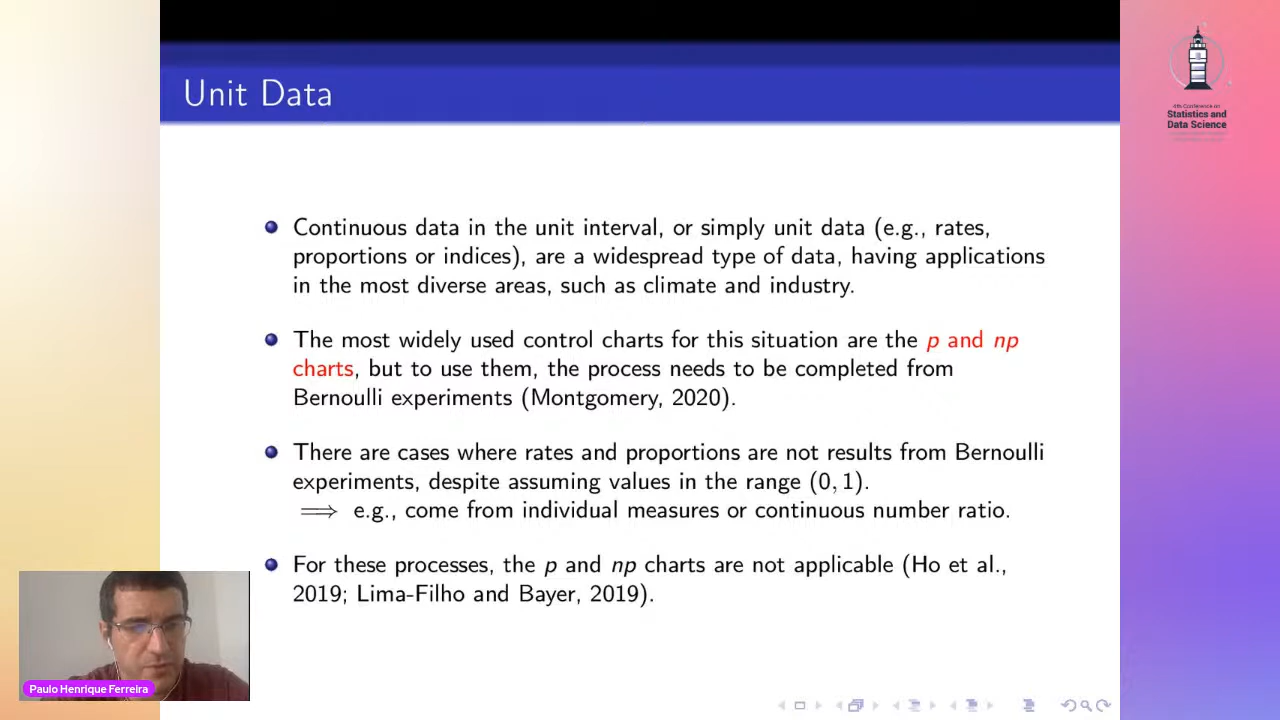 Unit Data
4th Conference on
Statistics and
Data Science
Continuous data in the unit interval, or simply unit data (e.g., rates,
proportions or indices), are a widespread type of data, having applications
in the most diverse areas, such as climate and industry.
The most widely used control charts for this situation are the p and np
charts, but to use them, the process needs to be completed from
Bernoulli experiments (Montgomery, 2020).
There are cases where rates and proportions are not results from Bernoulli
experiments, despite assuming values in the range (0, 1).
⟹ e.g., come from individual measures or continuous number ratio.
For these processes, the p and np charts are not applicable (Ho et al.,
2019; Lima-Filho and Bayer, 2019).
Paulo Henrique Ferreira